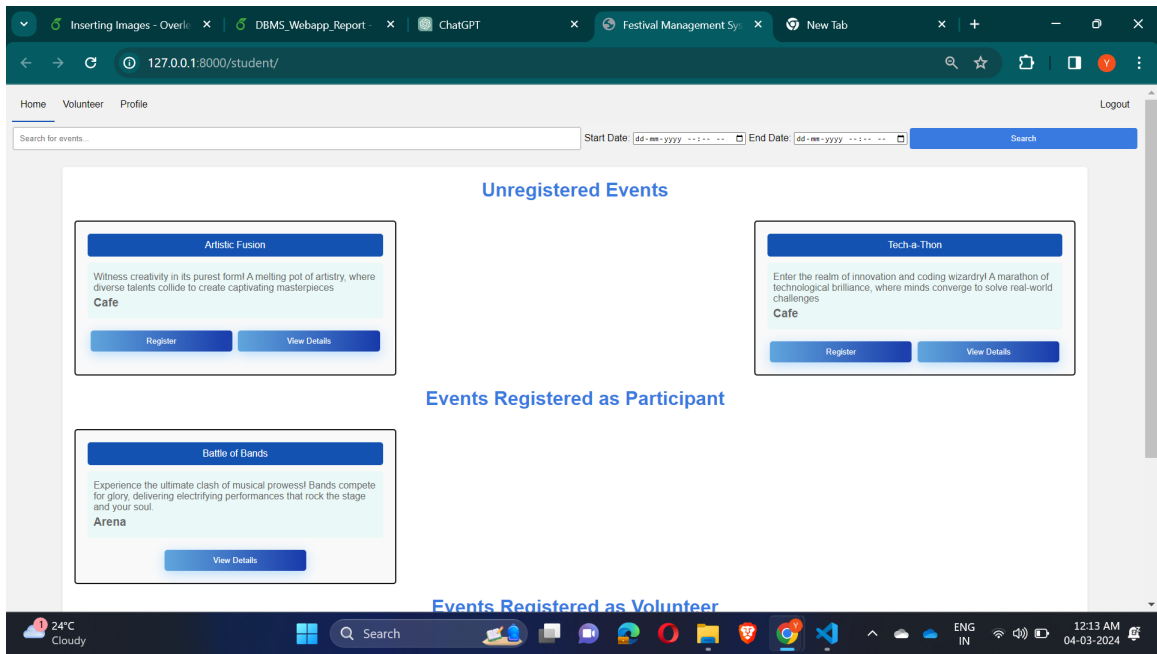 Inserting Images - Overle
DBMS_Webapp_Report -
ChatGPT
Festival Management Sys
New Tab
127.0.0.1:8000/student/
Y
Home Volunteer Profile Logout
Search for events... Start Date: dd-mm-yyyy --:-- -- End Date: dd-mm-yyyy --:-- -- Search
Unregistered Events
Artistic Fusion
Witness creativity in its purest form! A melting pot of artistry, where
diverse talents collide to create captivating masterpieces
Cafe
Register View Details
Tech-a-Thon
Enter the realm of innovation and coding wizardry! A marathon of
technological brilliance, where minds converge to solve real-world
challenges
Cafe
Register View Details
Events Registered as Participant
Battle of Bands
Experience the ultimate clash of musical prowess! Bands compete
for glory, delivering electrifying performances that rock the stage
and your soul.
Arena
View Details
Events Registered as Volunteer
1
24°C
Cloudy
Search
ENG
IN
12:13 AM
04-03-2024